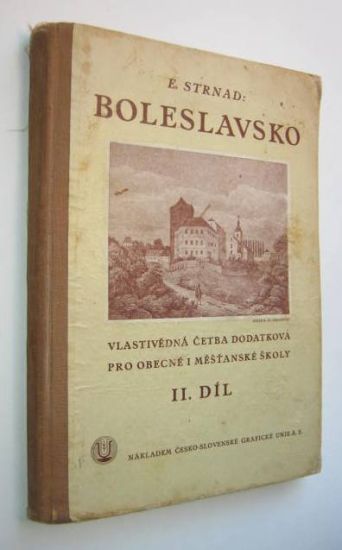 E. STRNAD:
BOLESLAVSKO
VLASTIVĚDNÁ ČETBA DODATKOVÁ
PRO OBECNÉ I MĚŠŤANSKÉ ŠKOLY
II. DÍL
NÁKLADEM ČESKO-SLOVENSKÉ GRAFICKÉ UNIE A. S.